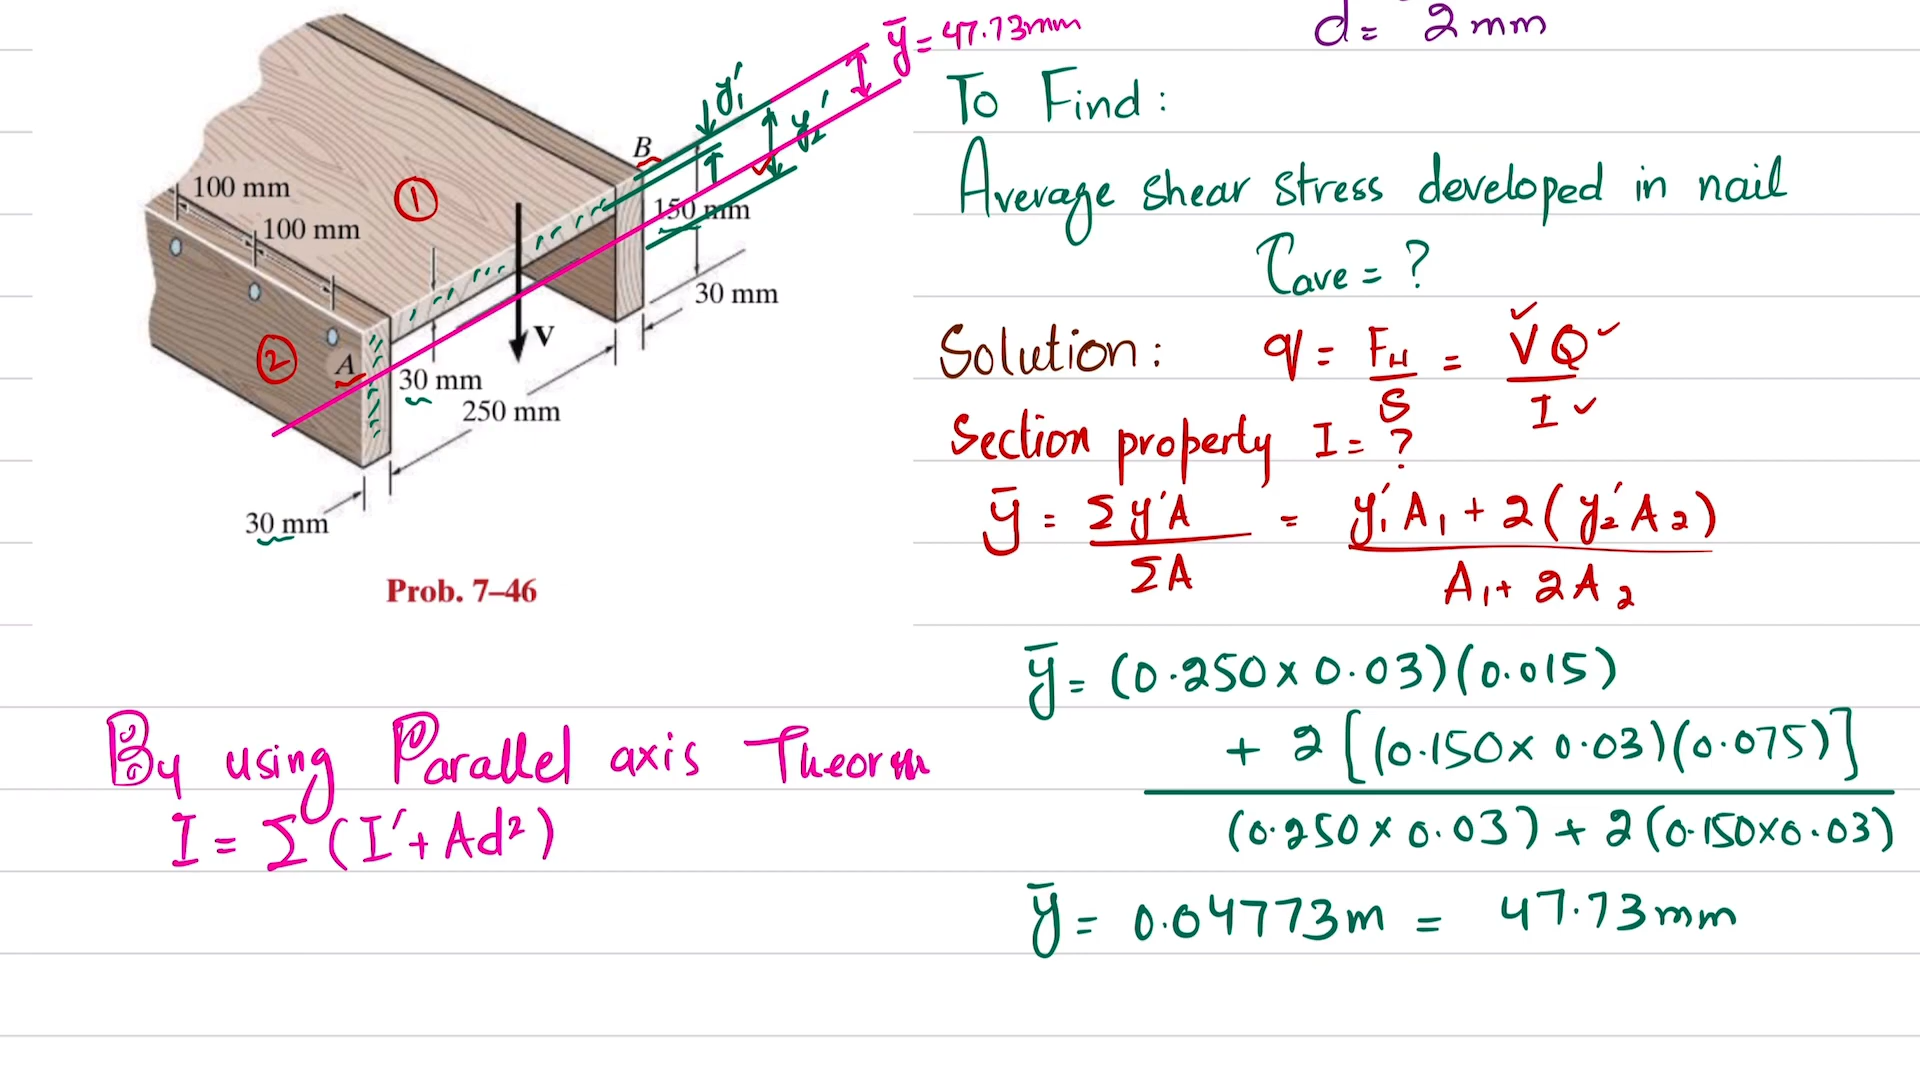 d = 2 mm
ȳ = 47.73mm
To Find :
y₁'
y₂'
B
Average shear stress developed in nail
100 mm
①
150 mm
100 mm
τave = ?
30 mm
V
Solution : q = F_H / S = VQ / I
② A
30 mm
250 mm
Section property I = ?
30 mm
ȳ = Σy'A / ΣA = y₁'A₁ + 2(y₂'A₂) / A₁ + 2A₂
Prob. 7–46
ȳ = (0.250 × 0.03)(0.015)
+ 2[(0.150 × 0.03)(0.075)]
(0.250 × 0.03) + 2(0.150×0.03)
ȳ = 0.04773m = 47.73mm
By using Parallel axis Theorm
I = Σ(I' + Ad²)